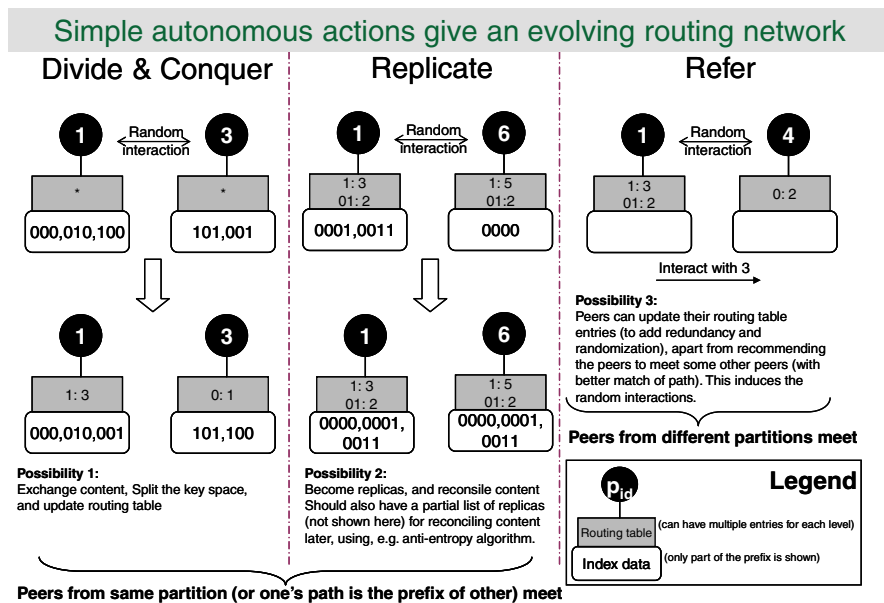 Simple autonomous actions give an evolving routing network
Divide & Conquer
1
Random
interaction
3
*
*
000,010,100
101,001
1
3
1: 3
0: 1
000,010,001
101,100
Possibility 1:
Exchange content, Split the key space,
and update routing table
Replicate
1
Random
interaction
6
1: 3
01: 2
1: 5
01:2
0001,0011
0000
1
6
1: 3
01: 2
1: 5
01: 2
0000,0001,
0011
0000,0001,
0011
Possibility 2:
Become replicas, and reconsile content
Should also have a partial list of replicas
(not shown here) for reconciling content
later, using, e.g. anti-entropy algorithm.
Peers from same partition (or one's path is the prefix of other) meet
Refer
1
Random
interaction
4
1: 3
01: 2
0: 2
Interact with 3
Possibility 3:
Peers can update their routing table
entries (to add redundancy and
randomization), apart from recommending
the peers to meet some other peers (with
better match of path). This induces the
random interactions.
Peers from different partitions meet
Legend
pid
Routing table
(can have multiple entries for each level)
Index data
(only part of the prefix is shown)